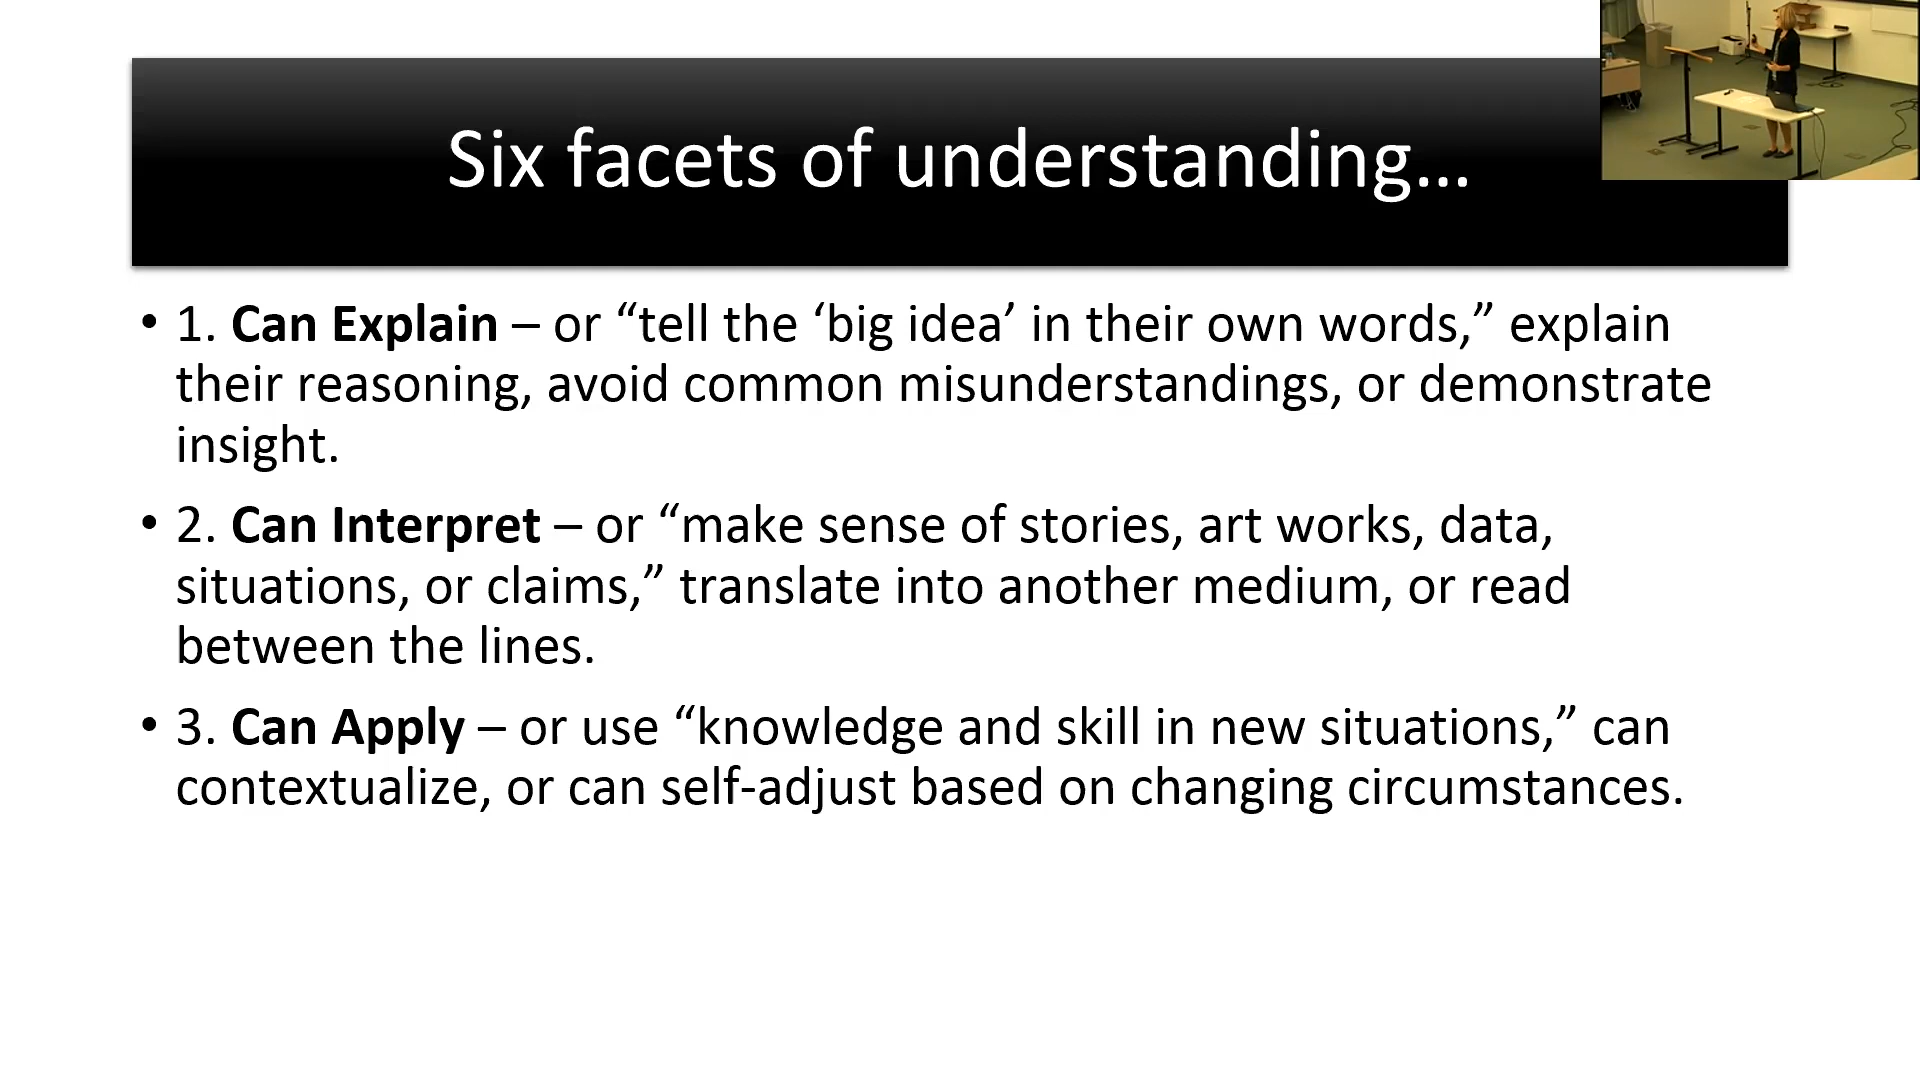 Six facets of understanding…
• 1. Can Explain – or “tell the ‘big idea’ in their own words,” explain
their reasoning, avoid common misunderstandings, or demonstrate
insight.
• 2. Can Interpret – or “make sense of stories, art works, data,
situations, or claims,” translate into another medium, or read
between the lines.
• 3. Can Apply – or use “knowledge and skill in new situations,” can
contextualize, or can self-adjust based on changing circumstances.